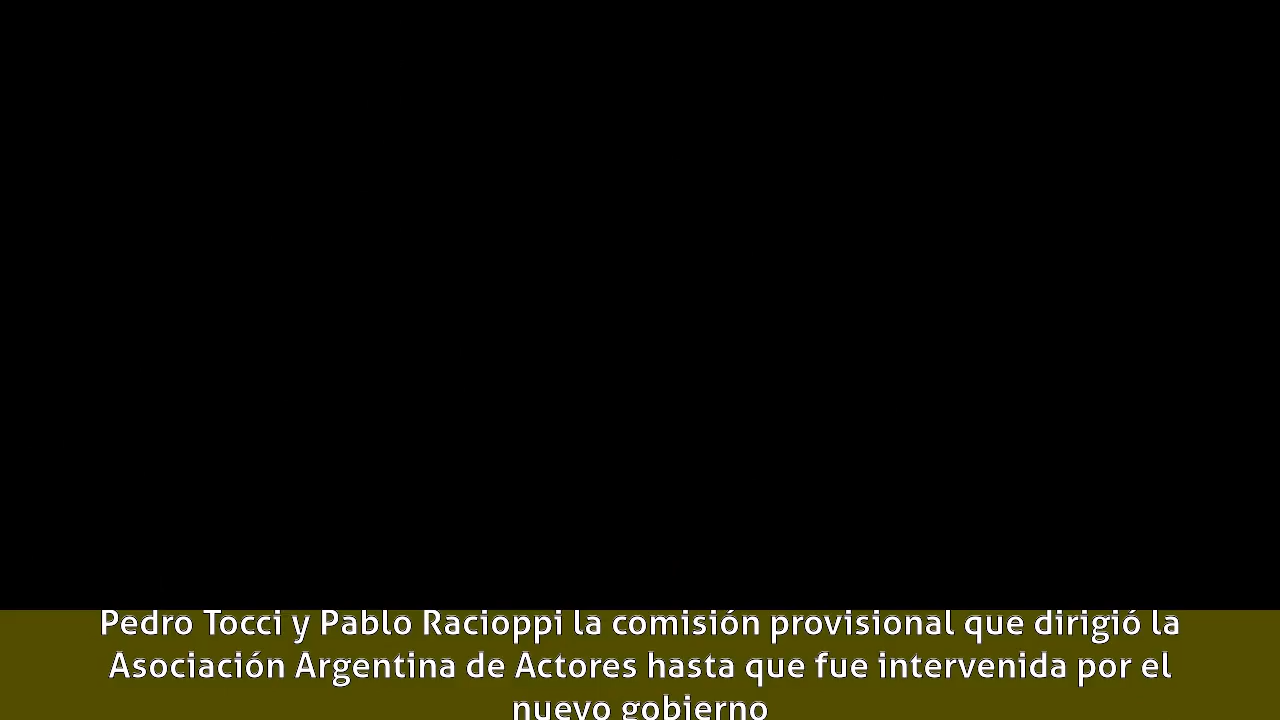 Pedro Tocci y Pablo Racioppi la comisión provisional que dirigió la
Asociación Argentina de Actores hasta que fue intervenida por el
nuevo gobierno